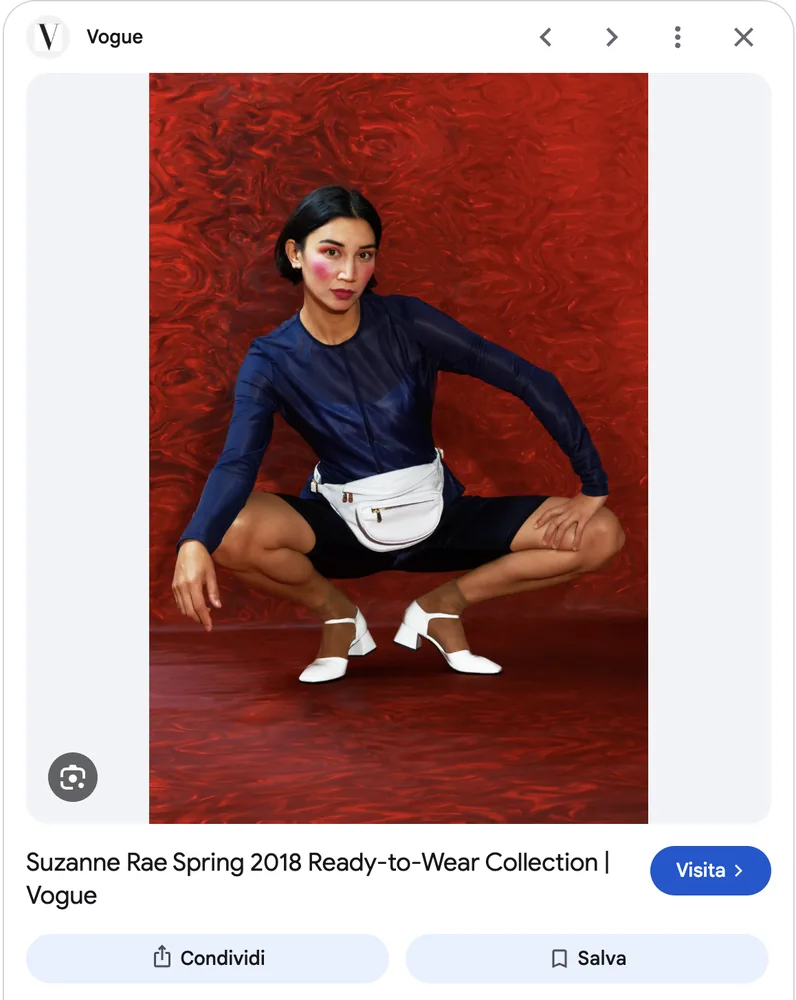 V
Vogue
Suzanne Rae Spring 2018 Ready-to-Wear Collection |
Vogue
Visita
Condividi
Salva